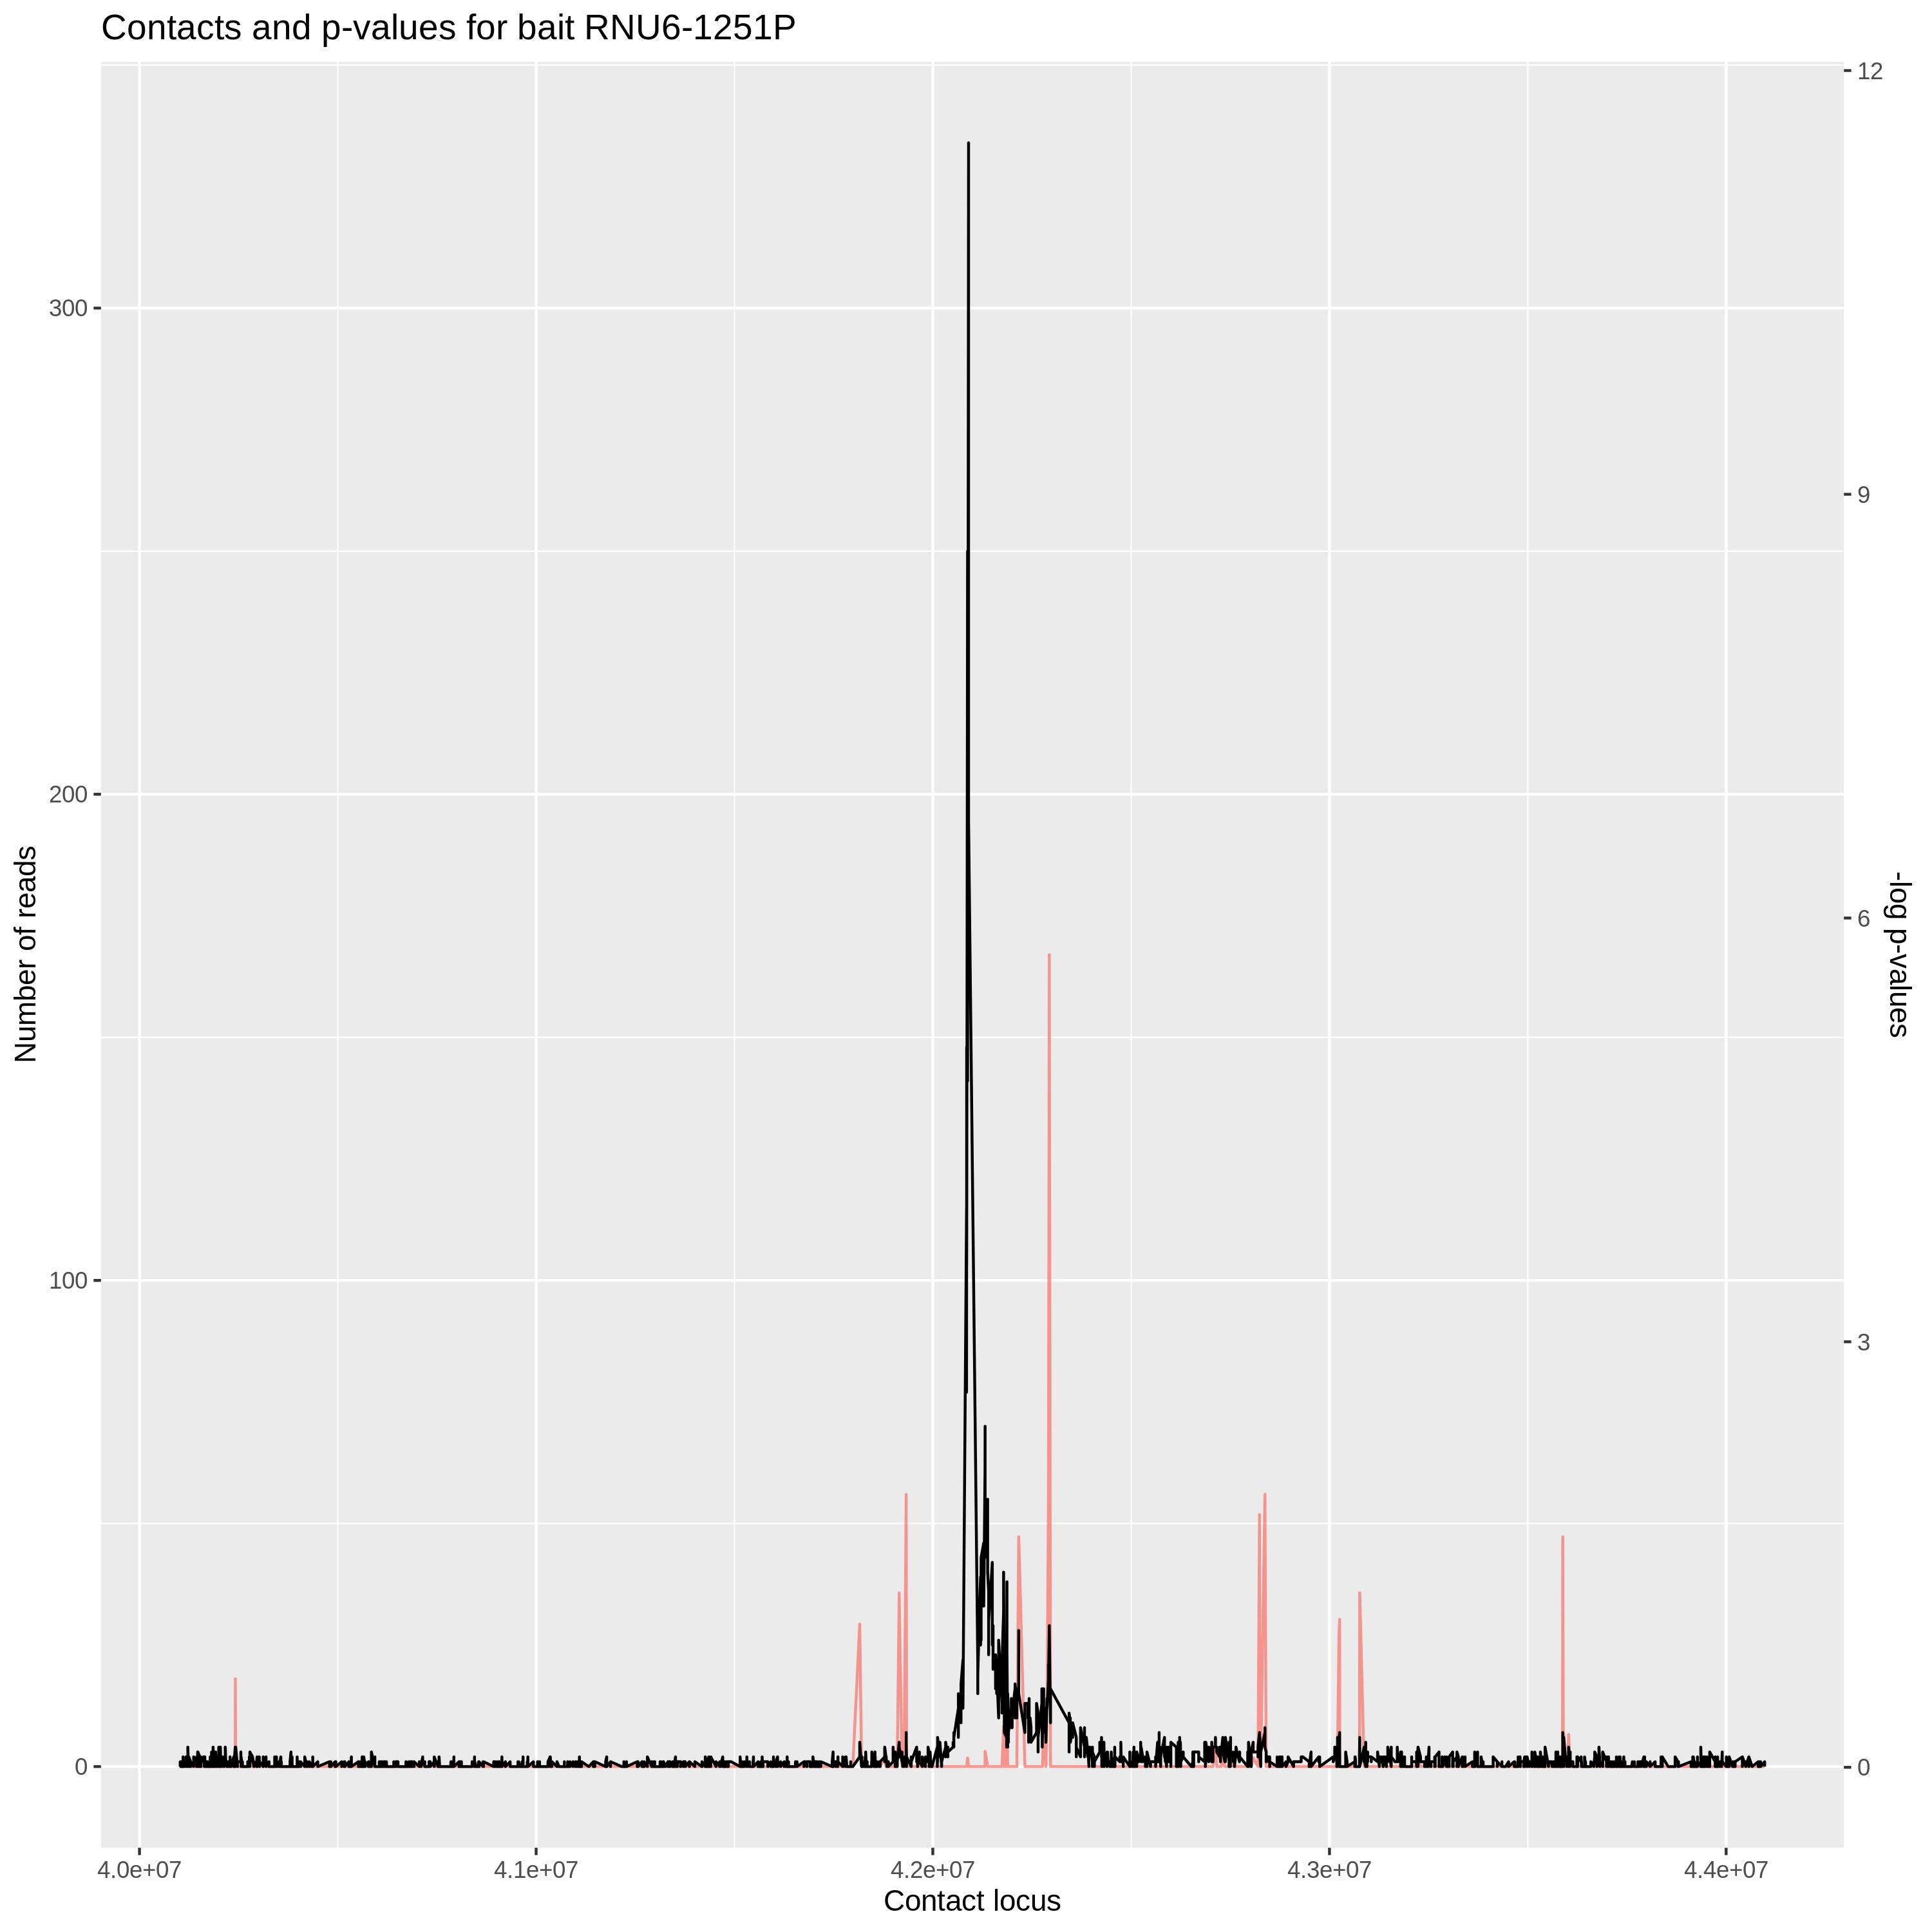 Contacts and p-values for bait RNU6-1251P
12
300
9
200
6
Number of reads
-log p-values
100
3
0
0
4.0e+07
4.1e+07
4.2e+07
4.3e+07
4.4e+07
Contact locus